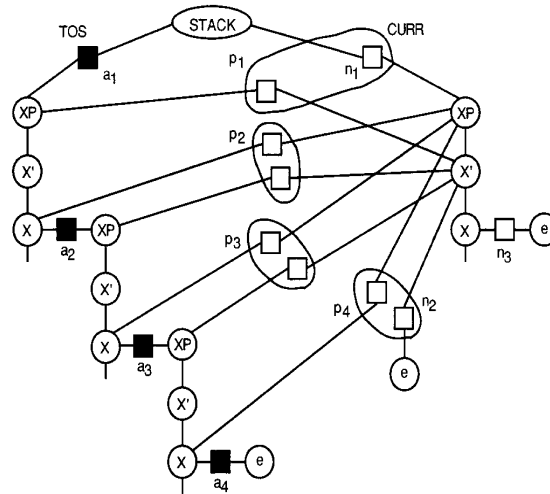 TOS STACK CURR
a1 p1 n1
XP XP
p2
X' X'
X a2 XP X n3 e
p3
X' p4 n2
X a3 XP
e
X'
X a4 e